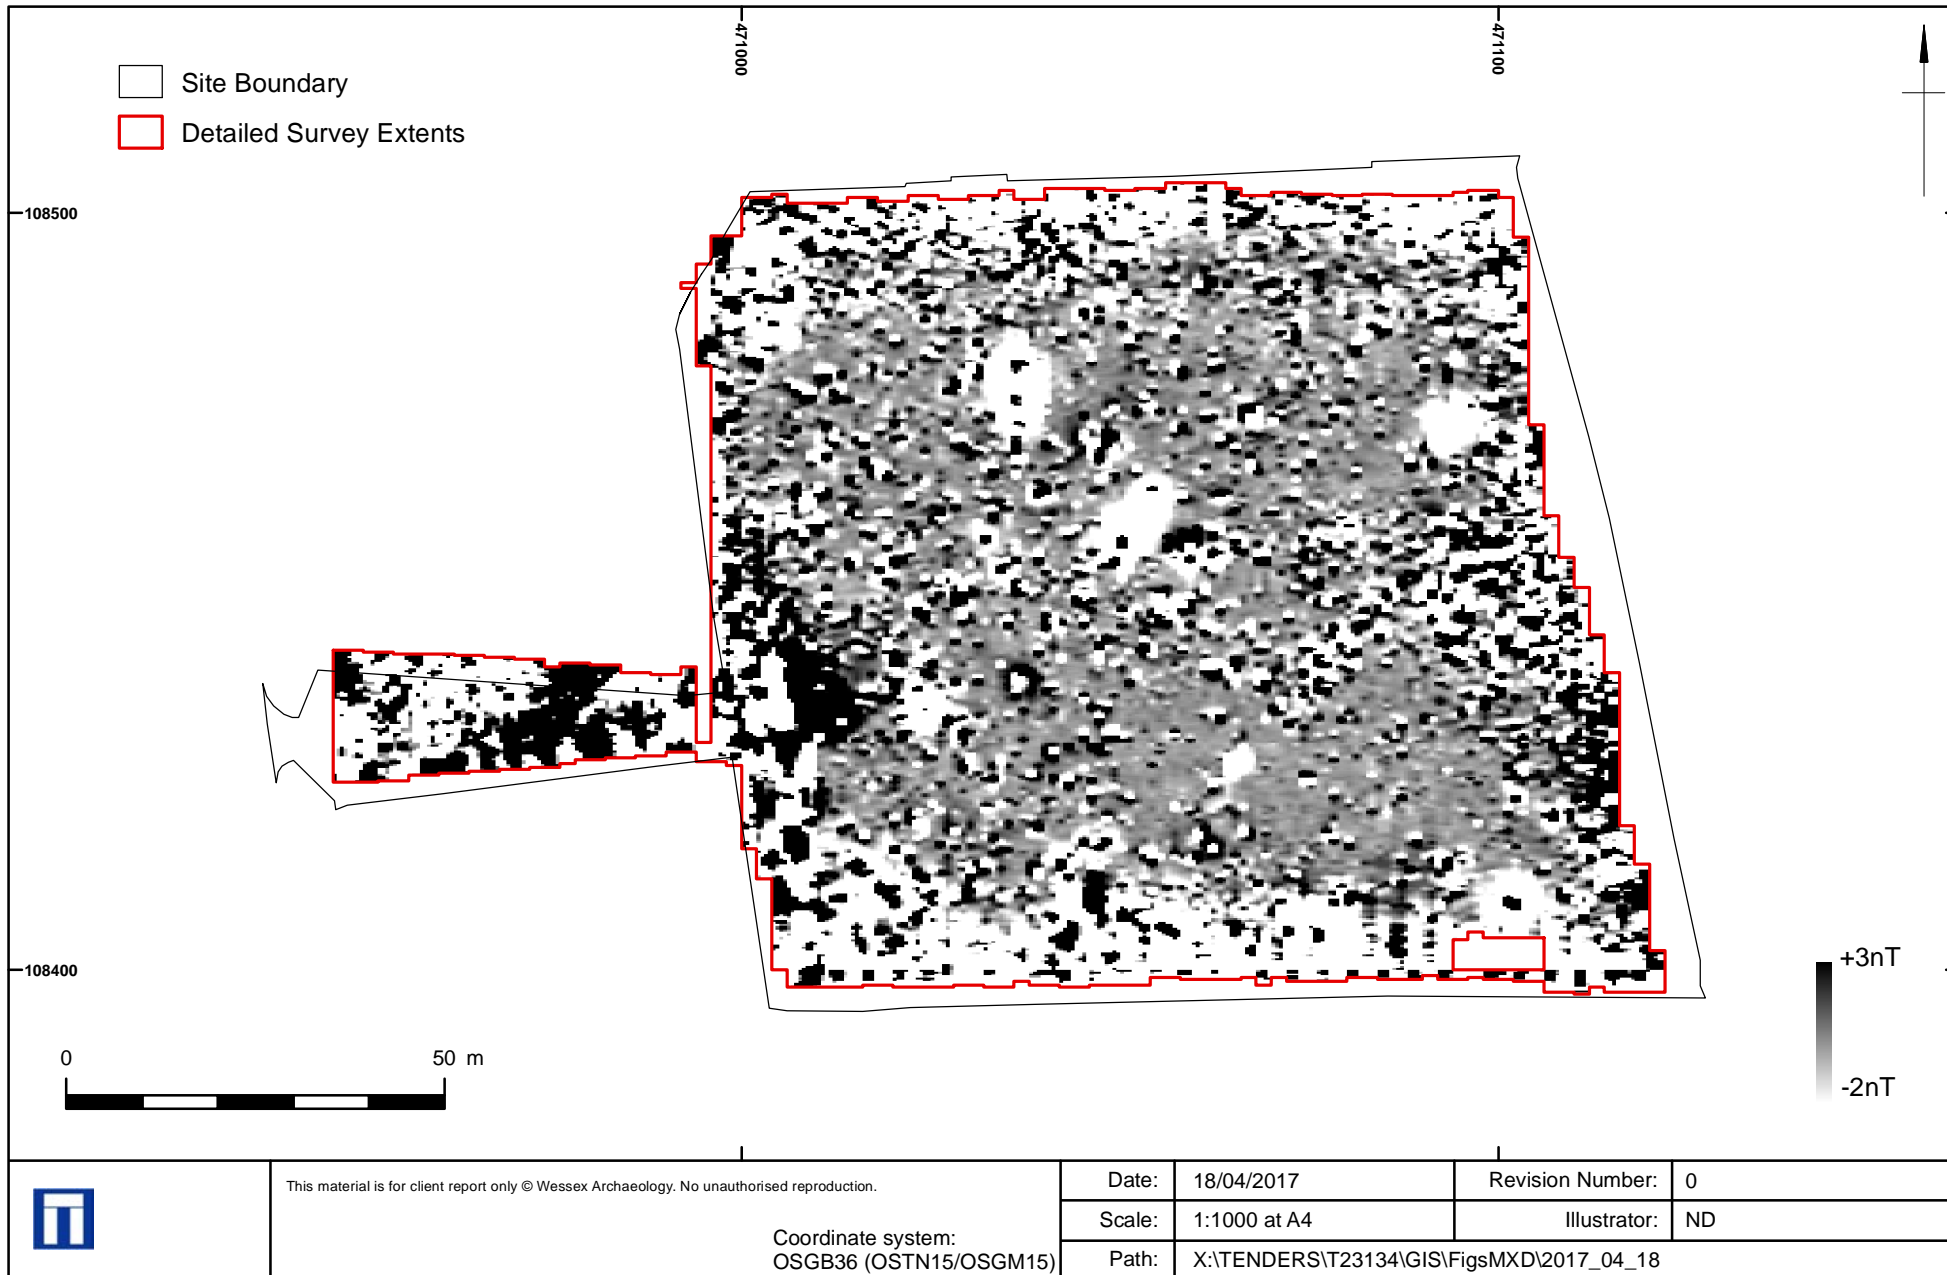 471000
471100
Site Boundary
Detailed Survey Extents
108500
108400
+3nT
-2nT
0 50 m
This material is for client report only © Wessex Archaeology. No unauthorised reproduction.
Coordinate system:
OSGB36 (OSTN15/OSGM15)
Date: 18/04/2017 Revision Number: 0
Scale: 1:1000 at A4 Illustrator: ND
Path: X:\TENDERS\T23134\GIS\FigsMXD\2017_04_18